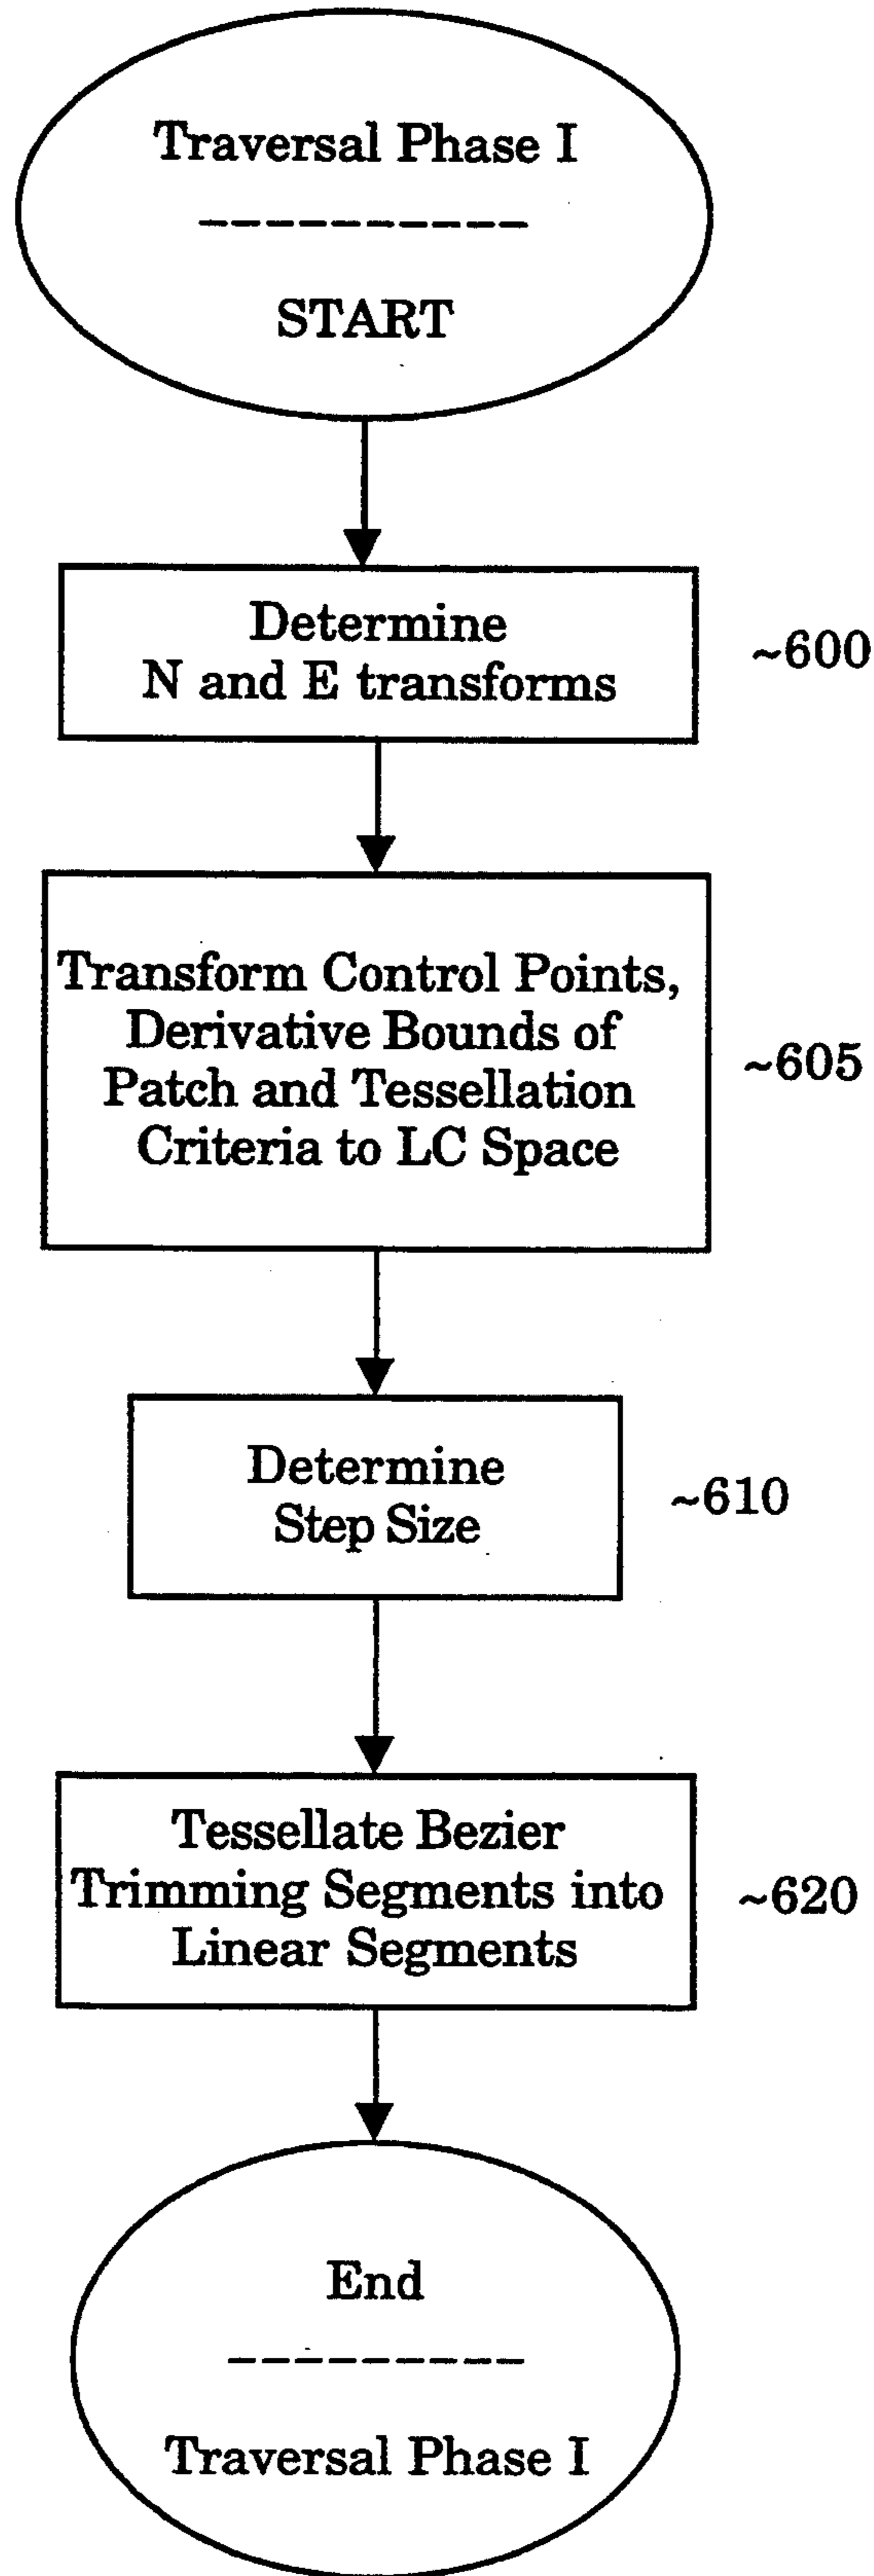 Traversal Phase I
START
Determine
N and E transforms
~600
Transform Control Points,
Derivative Bounds of
Patch and Tessellation
Criteria to LC Space
~605
Determine
Step Size
~610
Tessellate Bezier
Trimming Segments into
Linear Segments
~620
End
Traversal Phase I